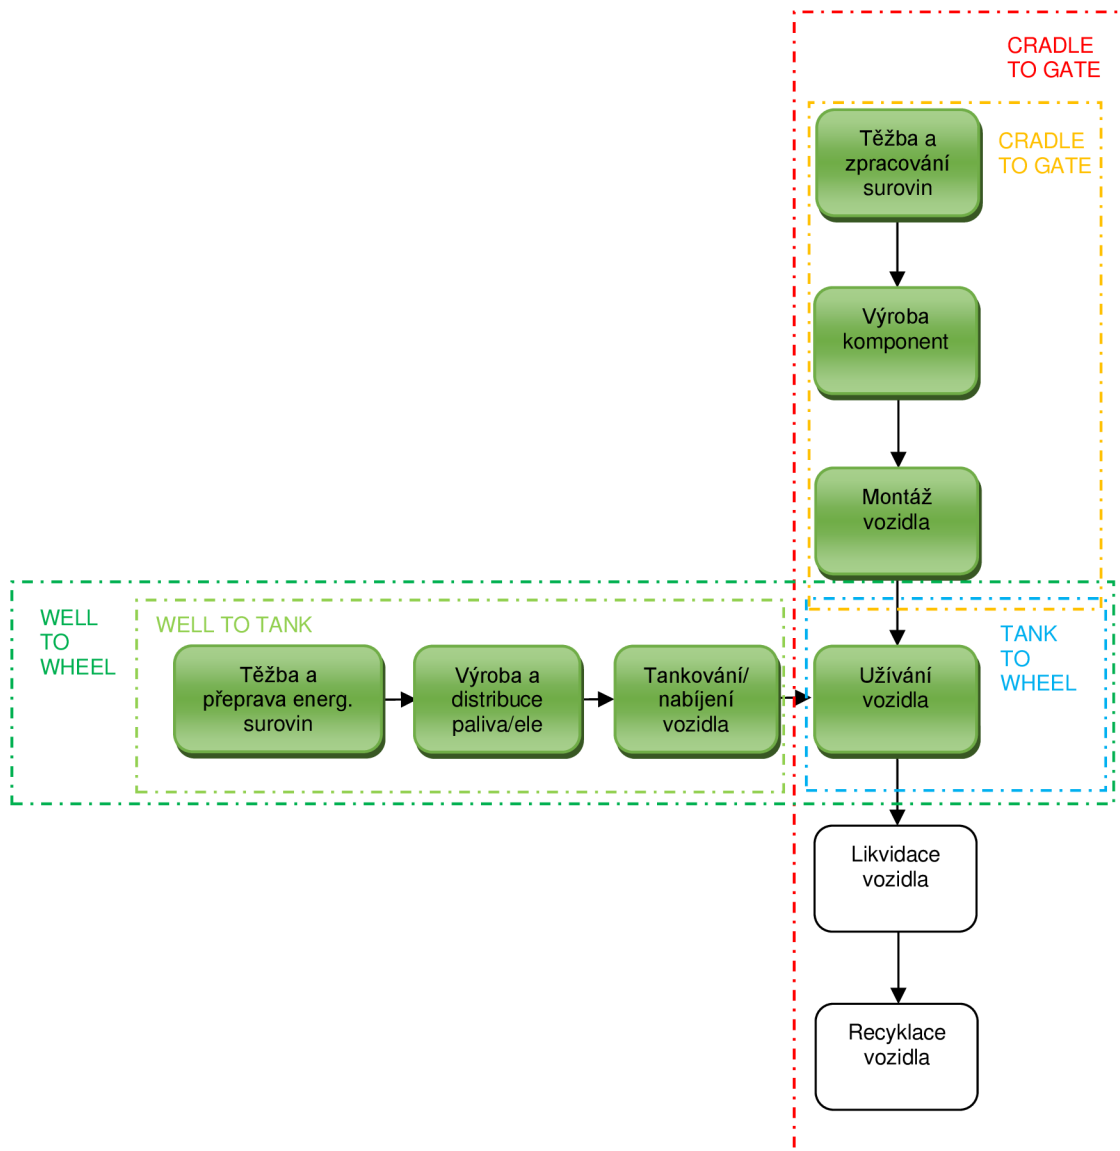 CRADLE
TO GATE
CRADLE
TO GATE
Těžba a
zpracování
surovin
Výroba
komponent
Montáž
vozidla
WELL
TO
WHEEL
WELL TO TANK
Těžba a
přeprava energ.
surovin
Výroba a
distribuce
paliva/ele
Tankování/
nabíjení
vozidla
Užívání
vozidla
TANK
TO
WHEEL
Likvidace
vozidla
Recyklace
vozidla